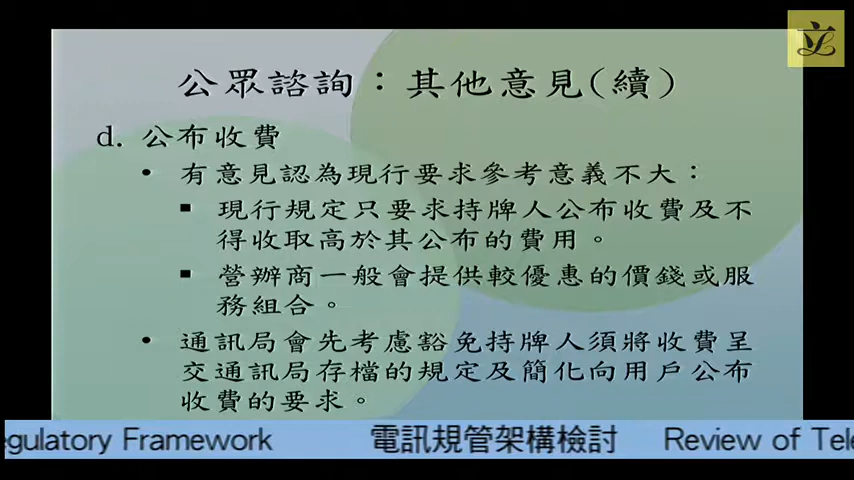 立
公眾諮詢：其他意見(續)
d. 公布收費
• 有意見認為現行要求參考意義不大：
▪ 現行規定只要求持牌人公布收費及不
得收取高於其公布的費用。
▪ 營辦商一般會提供較優惠的價錢或服
務組合。
• 通訊局會先考慮豁免持牌人須將收費呈
交通訊局存檔的規定及簡化向用戶公布
收費的要求。
egulatory Framework 電訊規管架構檢討 Review of Tele